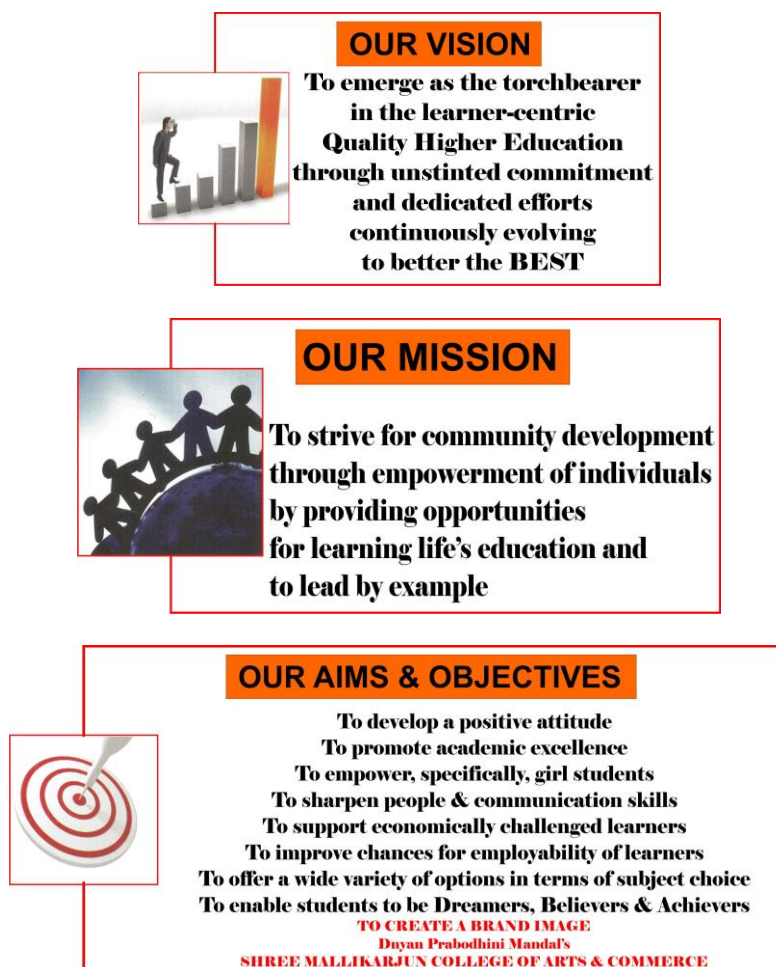 OUR VISION
To emerge as the torchbearer
in the learner-centric
Quality Higher Education
through unstinted commitment
and dedicated efforts
continuously evolving
to better the BEST
OUR MISSION
To strive for community development
through empowerment of individuals
by providing opportunities
for learning life's education and
to lead by example
OUR AIMS & OBJECTIVES
To develop a positive attitude
To promote academic excellence
To empower, specifically, girl students
To sharpen people & communication skills
To support economically challenged learners
To improve chances for employability of learners
To offer a wide variety of options in terms of subject choice
To enable students to be Dreamers, Believers & Achievers
TO CREATE A BRAND IMAGE
Dnyan Prabodhini Mandal's
SHREE MALLIKARJUN COLLEGE OF ARTS & COMMERCE